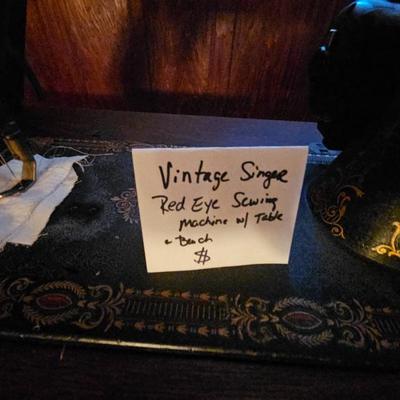 Vintage Singer
Red Eye Sewing
Machine w/ Table
& Bench
$